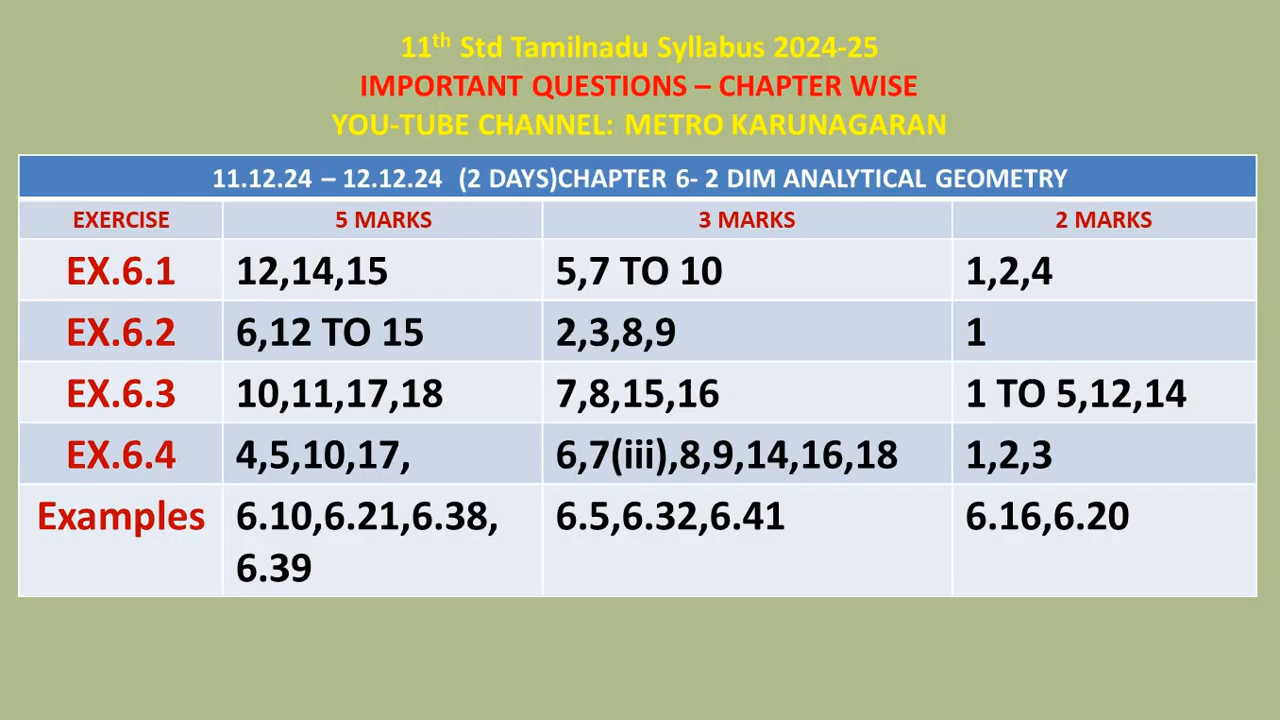 11th Std Tamilnadu Syllabus 2024-25
IMPORTANT QUESTIONS – CHAPTER WISE
YOU-TUBE CHANNEL: METRO KARUNAGARAN
11.12.24 – 12.12.24 (2 DAYS)CHAPTER 6- 2 DIM ANALYTICAL GEOMETRY
EXERCISE 5 MARKS 3 MARKS 2 MARKS
EX.6.1 12,14,15 5,7 TO 10 1,2,4
EX.6.2 6,12 TO 15 2,3,8,9 1
EX.6.3 10,11,17,18 7,8,15,16 1 TO 5,12,14
EX.6.4 4,5,10,17, 6,7(iii),8,9,14,16,18 1,2,3
Examples 6.10,6.21,6.38, 6.5,6.32,6.41 6.16,6.20
6.39